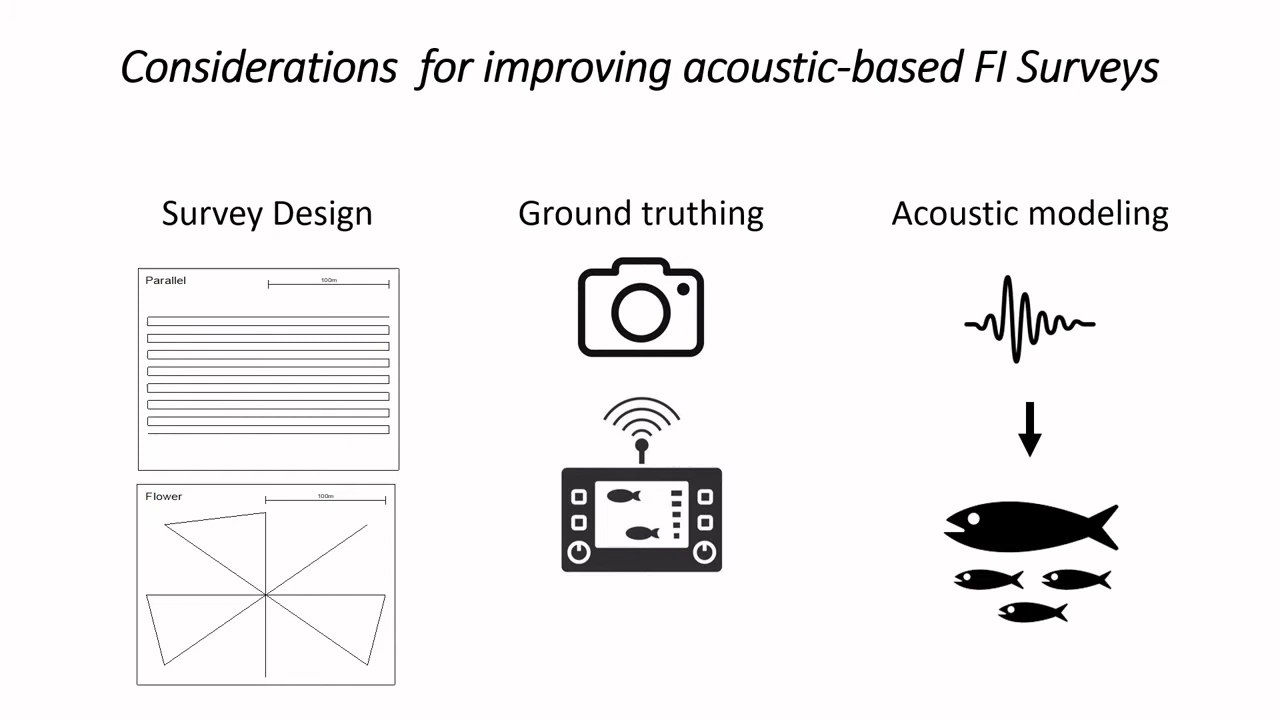 Considerations for improving acoustic-based FI Surveys
Survey Design
Ground truthing
Acoustic modeling
Parallel
100m
Flower
100m